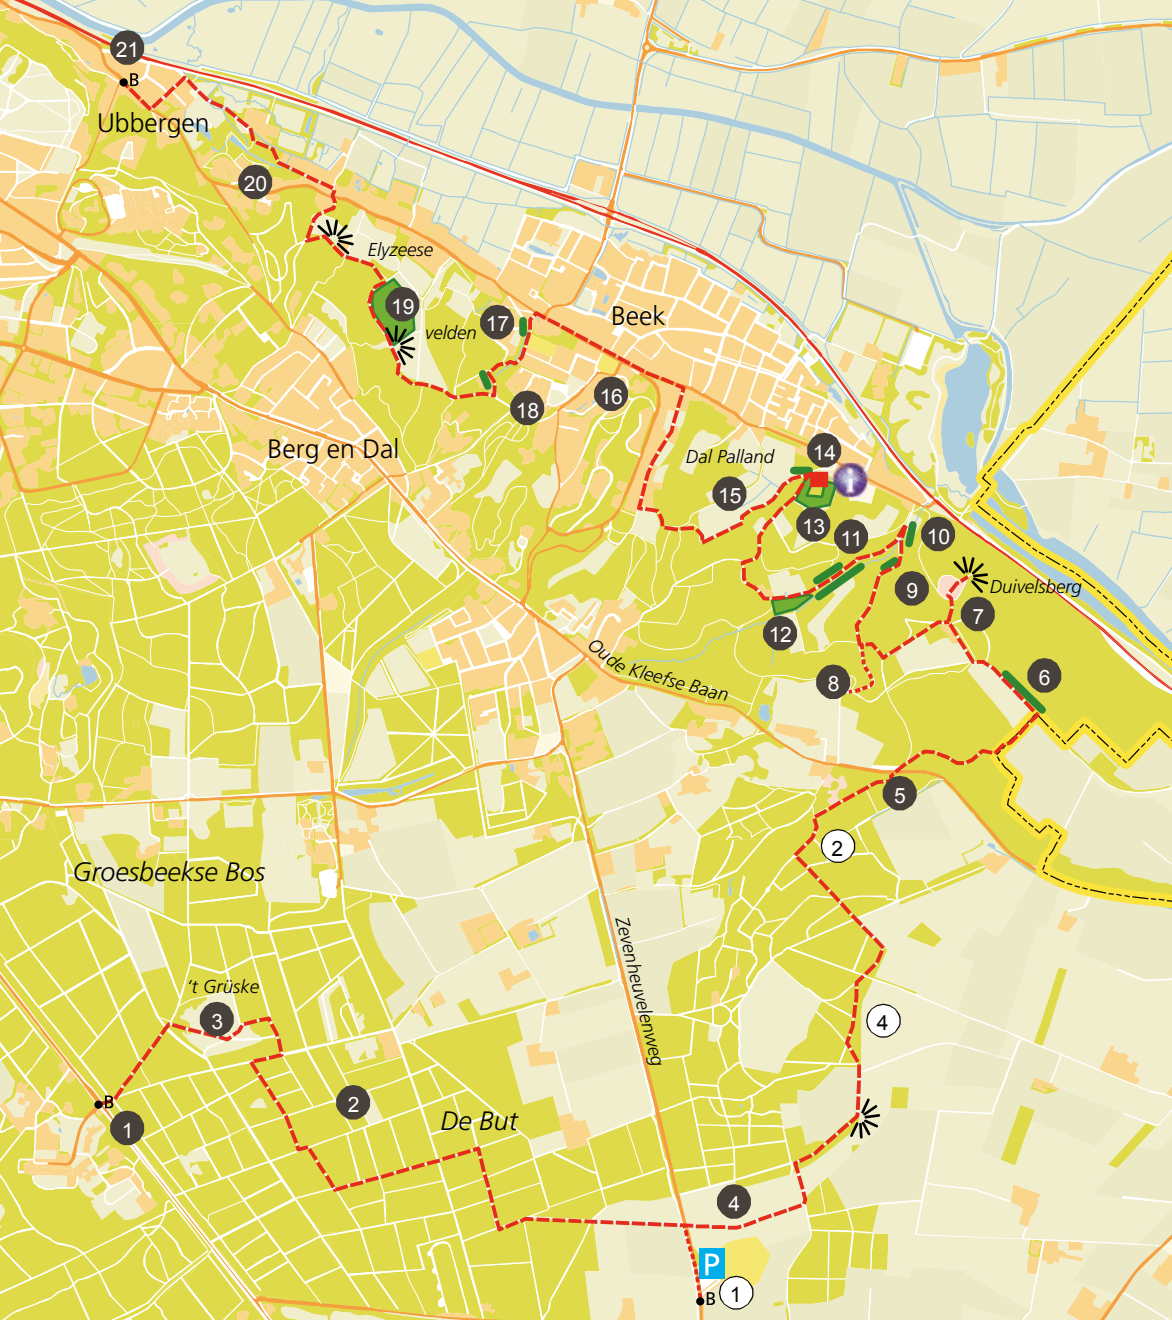 21
B
Ubbergen
20
Elyzeese
19
17
velden
Beek
16
18
Berg en Dal
14
Dal Palland
i
15
13
11
10
9
Duivelsberg
7
12
Oude Kleefse Baan
8
6
5
2
Groesbeekse Bos
Zevenheuvelenweg
't Grüske
3
4
2
B
1
De But
4
P
1
B